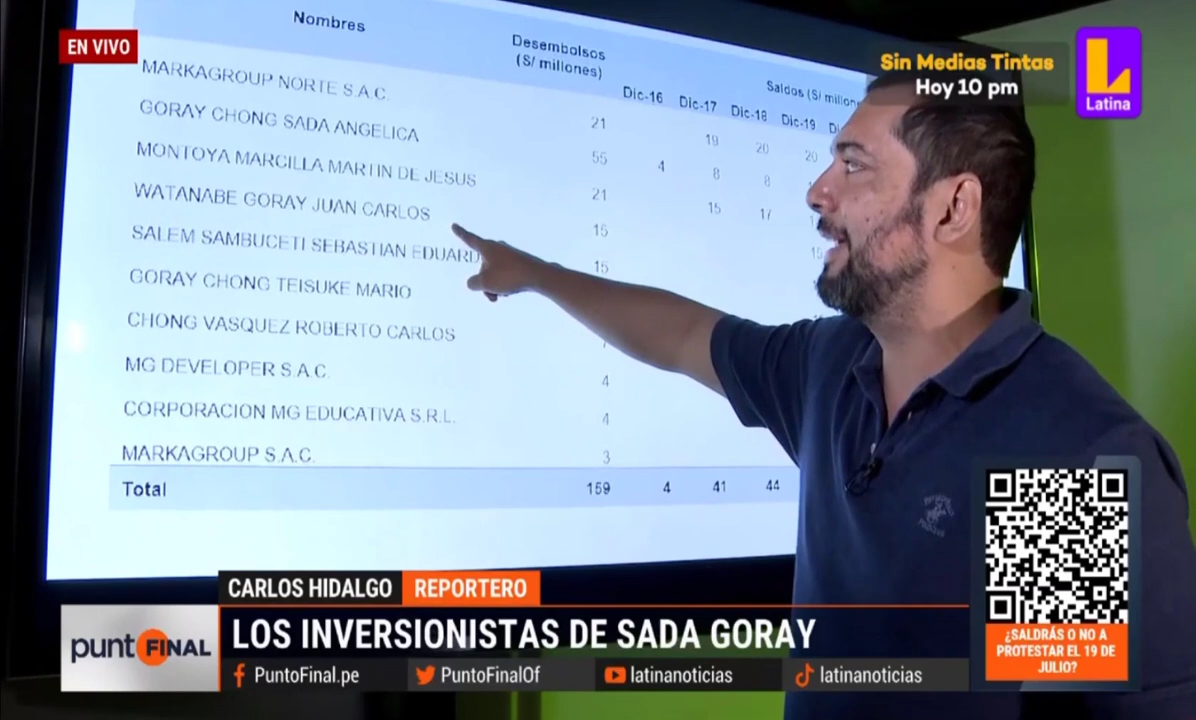 EN VIVO
Nombres
Desembolsos
(S/ millones)
Saldos (S/ millon
Dic-16 Dic-17 Dic-18 Dic-19
MARKAGROUP NORTE S.A.C. 21 19 20 20
GORAY CHONG SADA ANGELICA 55 4 8 8
MONTOYA MARCILLA MARTIN DE JESUS 21 15 17
WATANABE GORAY JUAN CARLOS 15 15
SALEM SAMBUCETI SEBASTIAN EDUARD 15
GORAY CHONG TEISUKE MARIO
CHONG VASQUEZ ROBERTO CARLOS
MG DEVELOPER S.A.C. 4
CORPORACION MG EDUCATIVA S.R.L. 4
MARKAGROUP S.A.C. 3
Total 159 4 41 44
Sin Medias Tintas
Hoy 10 pm
Latina
CARLOS HIDALGO REPORTERO
punto FINAL
LOS INVERSIONISTAS DE SADA GORAY
PuntoFinal.pe PuntoFinalOf latinanoticias latinanoticias
¿SALDRÁS O NO A
PROTESTAR EL 19 DE
JULIO?